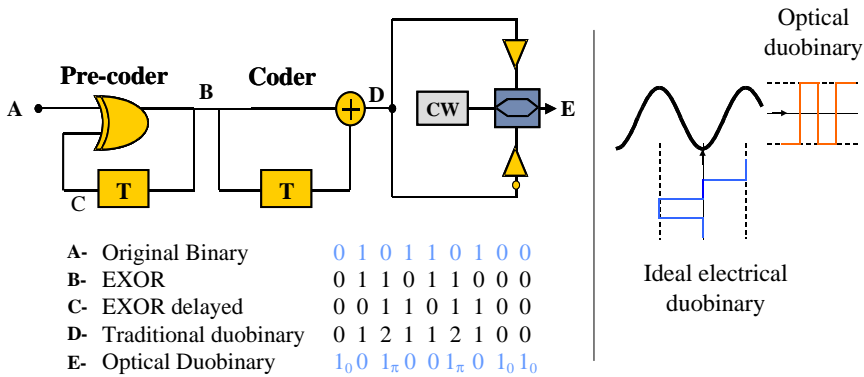 Pre-coder
Coder
A
B
D
CW
E
C
T
T
+
A- Original Binary 0 1 0 1 1 0 1 0 0
B- EXOR 0 1 1 0 1 1 0 0 0
C- EXOR delayed 0 0 1 1 0 1 1 0 0
D- Traditional duobinary 0 1 2 1 1 2 1 0 0
E- Optical Duobinary 1₀ 0 1π 0 0 1π 0 1₀ 1₀
Optical
duobinary
Ideal electrical
duobinary